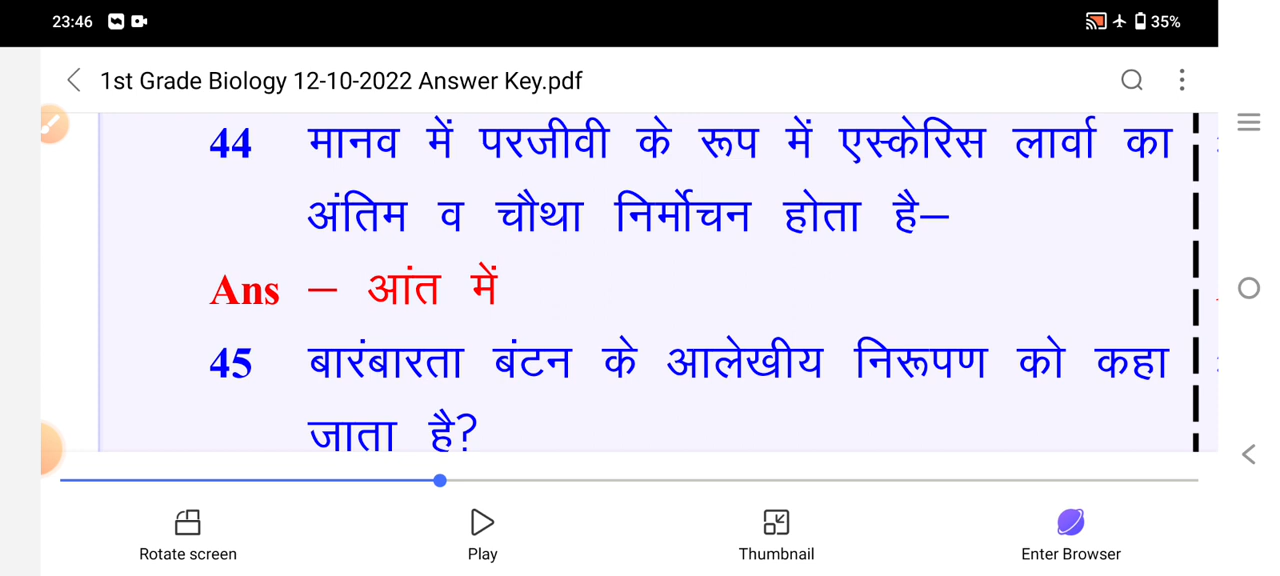 23:46
35%
1st Grade Biology 12-10-2022 Answer Key.pdf
44 मानव में परजीवी के रूप में एस्केरिस लार्वा का
अंतिम व चौथा निर्मोचन होता है–
Ans – आंत में
45 बारंबारता बंटन के आलेखीय निरूपण को कहा
जाता है?
Rotate screen
Play
Thumbnail
Enter Browser